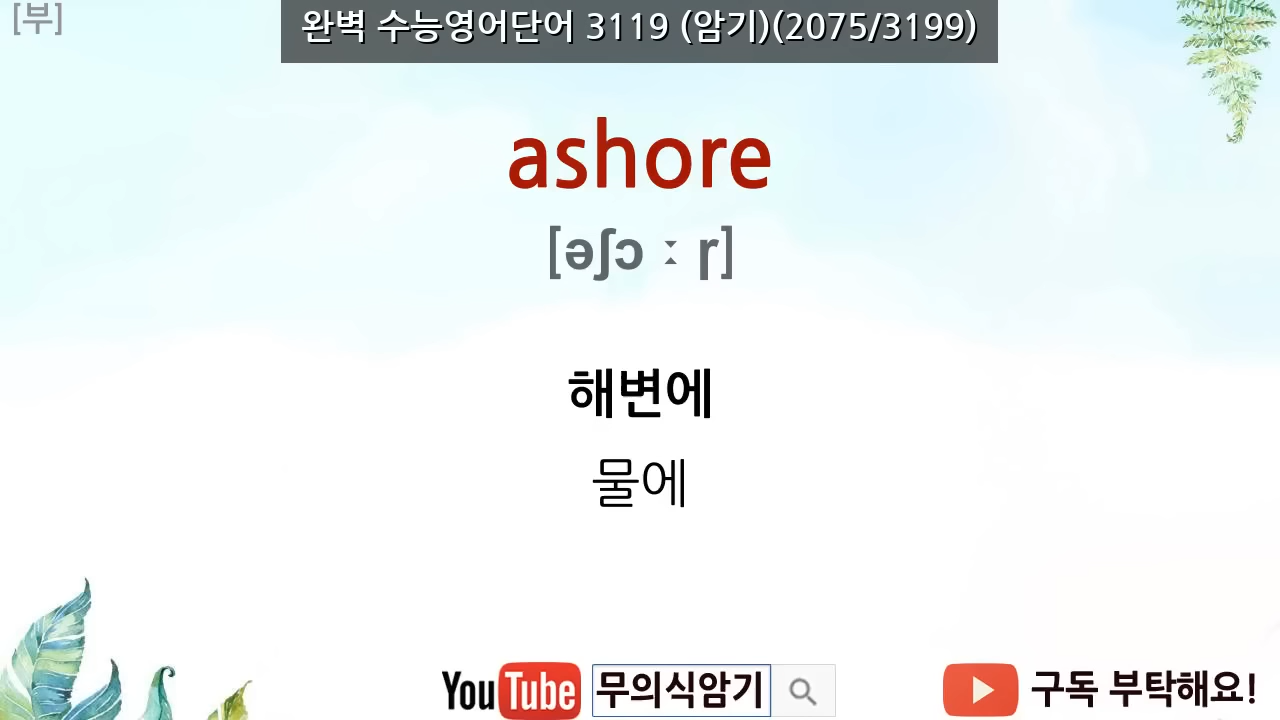 [부]
완벽 수능영어단어 3119 (암기)(2075/3199)
ashore
[əʃɔːr]
해변에
물에
YouTube 무의식암기
구독 부탁해요!